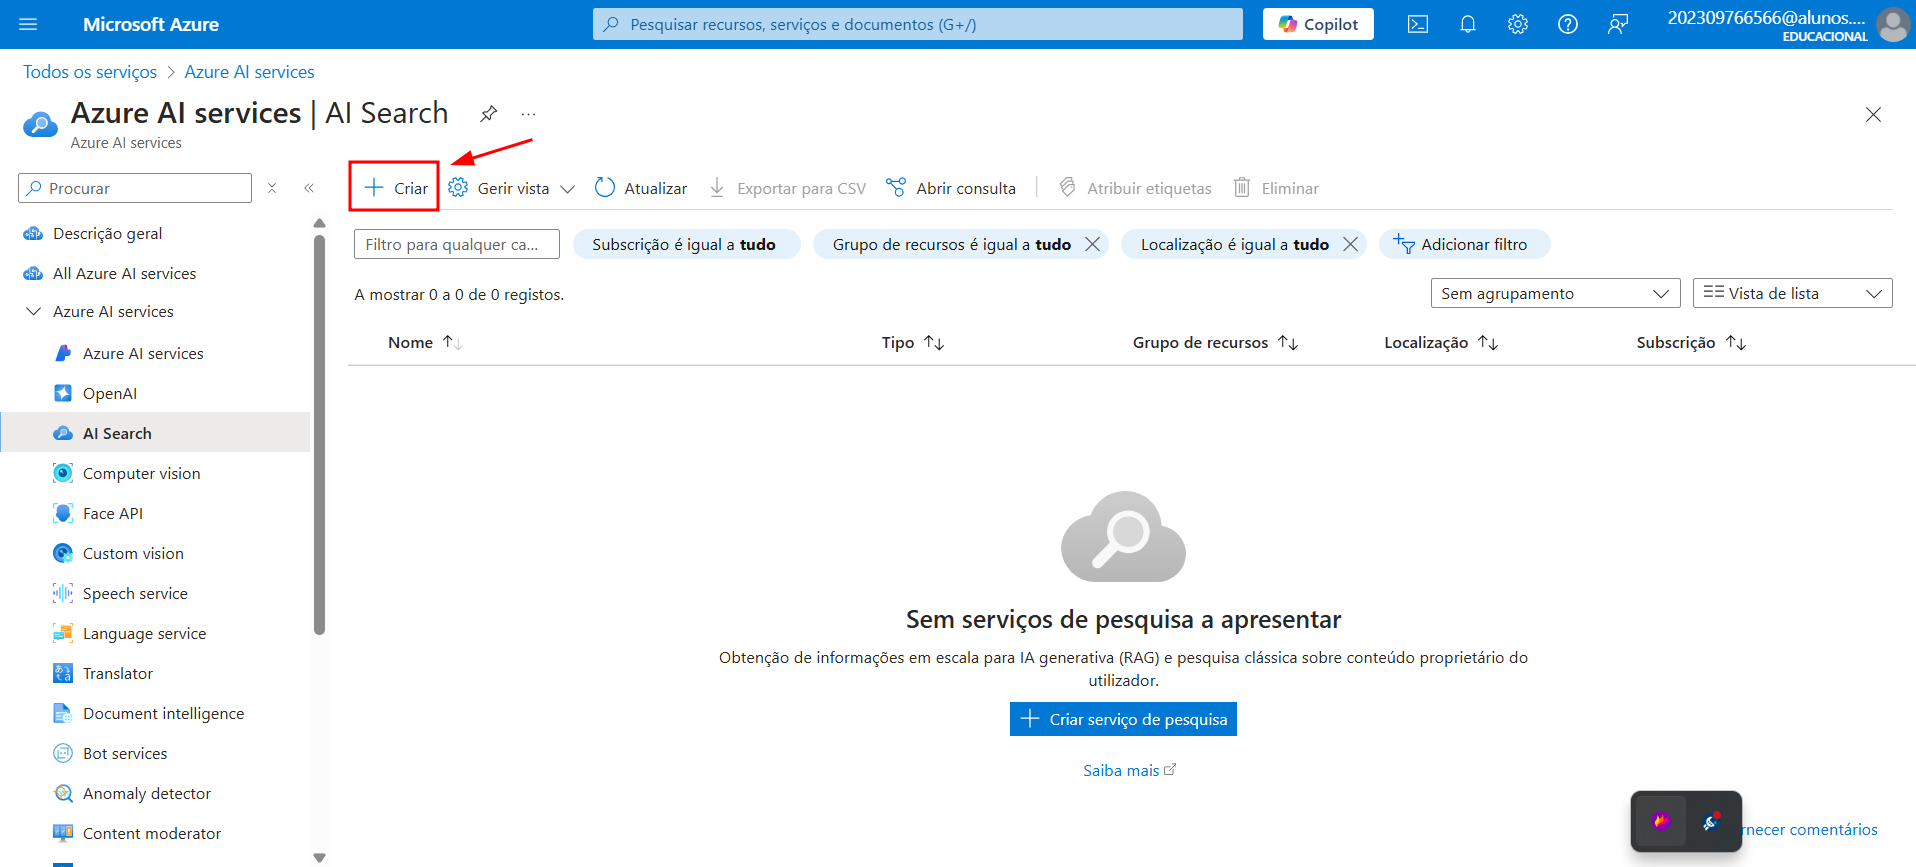 Microsoft Azure
Pesquisar recursos, serviços e documentos (G+/)
Copilot
202309766566@alunos....
EDUCACIONAL
Todos os serviços > Azure AI services
Azure AI services | AI Search
...
Azure AI services
Procurar
Criar
Gerir vista
Atualizar
Exportar para CSV
Abrir consulta
Atribuir etiquetas
Eliminar
Descrição geral
All Azure AI services
Azure AI services
Azure AI services
OpenAI
AI Search
Computer vision
Face API
Custom vision
Speech service
Language service
Translator
Document intelligence
Bot services
Anomaly detector
Content moderator
Filtro para qualquer ca...
Subscrição é igual a tudo
Grupo de recursos é igual a tudo
Localização é igual a tudo
Adicionar filtro
A mostrar 0 a 0 de 0 registos.
Sem agrupamento
Vista de lista
Nome
Tipo
Grupo de recursos
Localização
Subscrição
Sem serviços de pesquisa a apresentar
Obtenção de informações em escala para IA generativa (RAG) e pesquisa clássica sobre conteúdo proprietário do
utilizador.
Criar serviço de pesquisa
Saiba mais
comentários